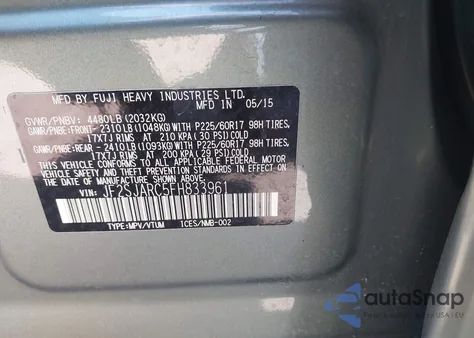 MFD BY FUJI HEAVY INDUSTRIES LTD.
MFD IN 05/15
GVWR/PNBV: 4480LB (2032KG)
GAWR/PNBE:FRONT- 2310LB (1048KG) WITH P225/60R17 98H TIRES,
17X7J RIMS AT 210 KPA (30 PSI) COLD
GAWR/PNBE:REAR - 2410LB (1093KG) WITH P225/60R17 98H TIRES,
17X7J RIMS AT 200 KPA (29 PSI) COLD
THIS VEHICLE CONFORMS TO ALL APPLICABLE FEDERAL MOTOR
VEHICLE SAFETY AND THEFT PREVENTION STANDARDS IN EFFECT ON THE
DATE OF MANUFACTURE SHOWN ABOVE.
VIN: JF2SJARC5FH833961
TYPE:MPV/VTUM ICES/NMB-002
autoSnap
USA | EU